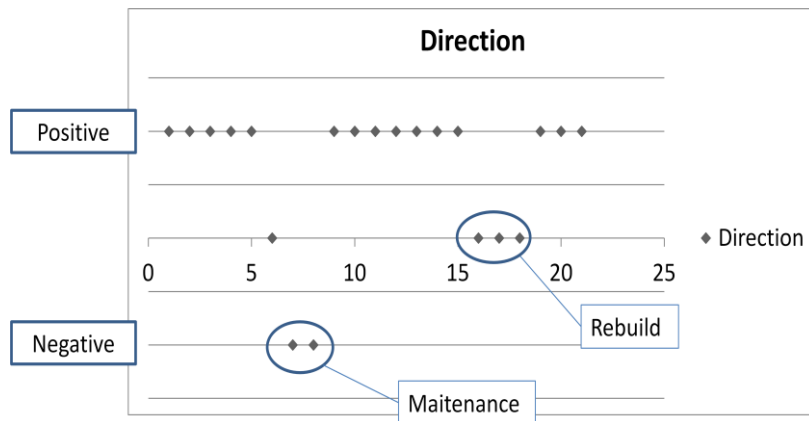 Direction
Positive
Direction
0 5 10 15 20 25
Rebuild
Negative
Maitenance